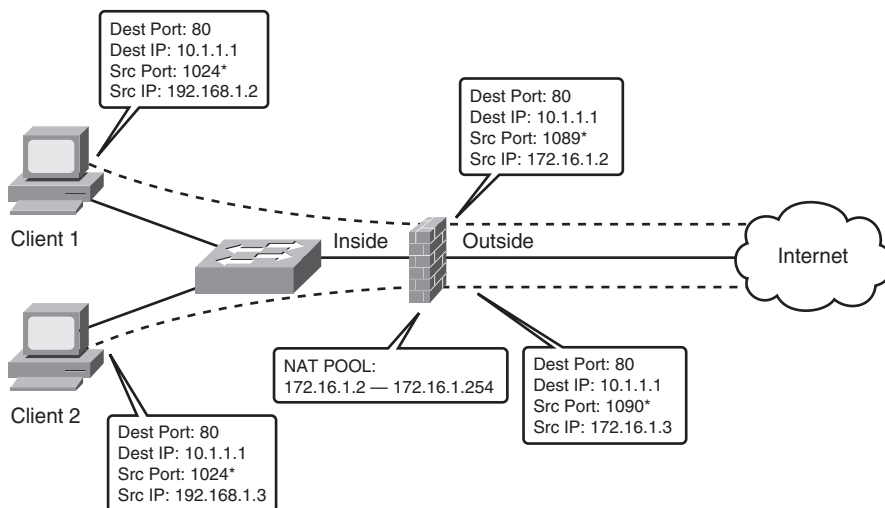 Dest Port: 80
Dest IP: 10.1.1.1
Src Port: 1024*
Src IP: 192.168.1.2
Dest Port: 80
Dest IP: 10.1.1.1
Src Port: 1089*
Src IP: 172.16.1.2
Client 1
Inside
Outside
Internet
NAT POOL:
172.16.1.2 — 172.16.1.254
Dest Port: 80
Dest IP: 10.1.1.1
Src Port: 1090*
Src IP: 172.16.1.3
Client 2
Dest Port: 80
Dest IP: 10.1.1.1
Src Port: 1024*
Src IP: 192.168.1.3